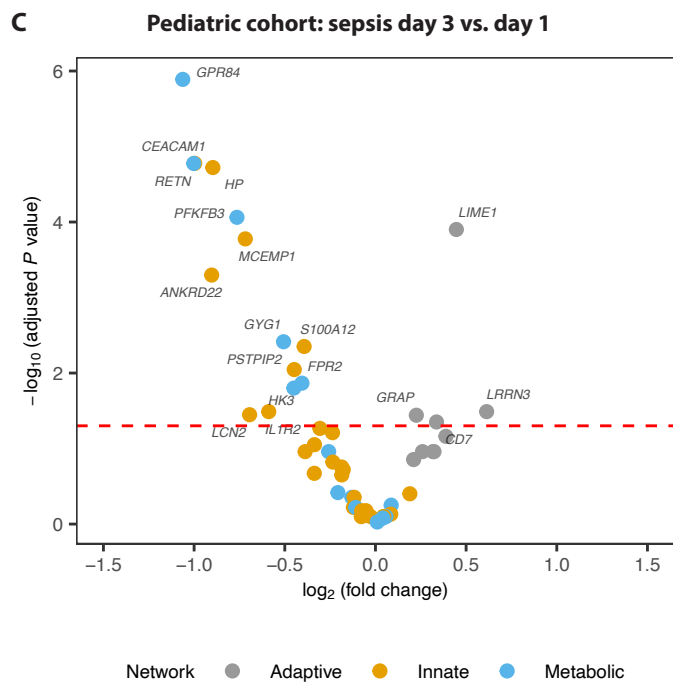 C
Pediatric cohort: sepsis day 3 vs. day 1
−log10 (adjusted P value)
6
4
2
0
GPR84
CEACAM1
RETN
HP
PFKFB3
LIME1
MCEMP1
ANKRD22
GYG1
S100A12
PSTPIP2
FPR2
HK3
GRAP
LRRN3
LCN2
IL1R2
CD7
−1.5
−1.0
−0.5
0.0
0.5
1.0
1.5
log2 (fold change)
Network
Adaptive
Innate
Metabolic